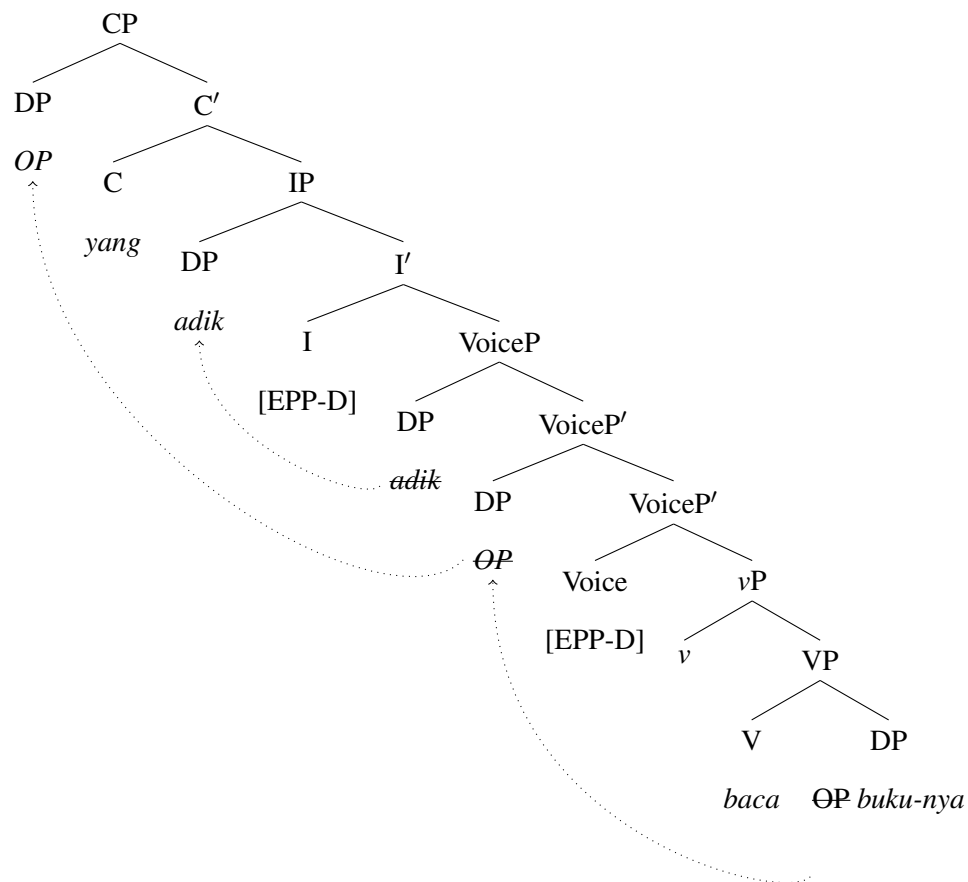 CP
DP C′
OP C IP
yang DP I′
adik I VoiceP
[EPP-D] DP VoiceP′
adik DP VoiceP′
OP Voice vP
[EPP-D] v VP
V DP
baca OP buku-nya